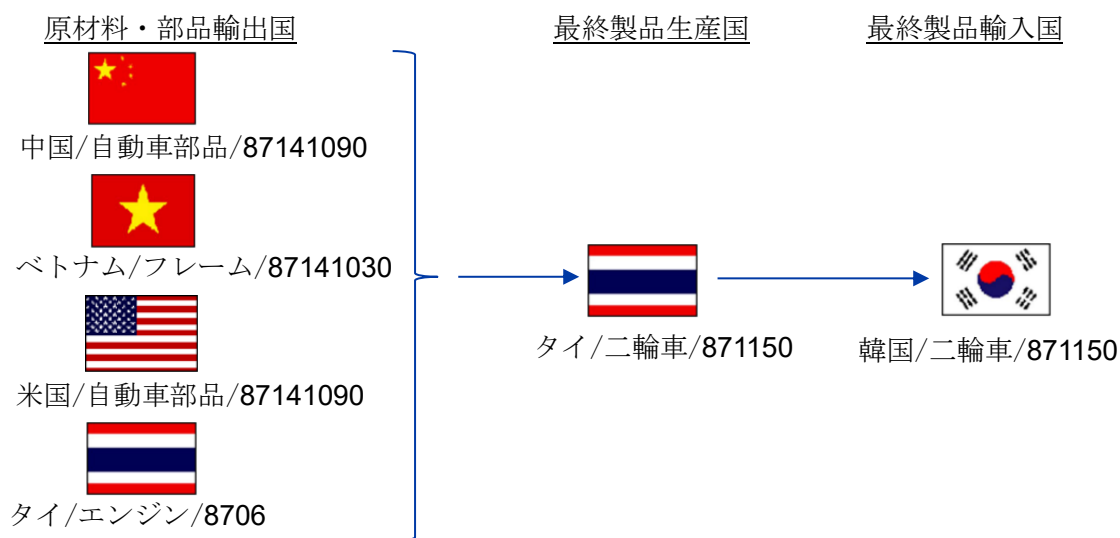 原材料・部品輸出国
最終製品生産国
最終製品輸入国
中国/自動車部品/87141090
ベトナム/フレーム/87141030
米国/自動車部品/87141090
タイ/エンジン/8706
タイ/二輪車/871150
韓国/二輪車/871150